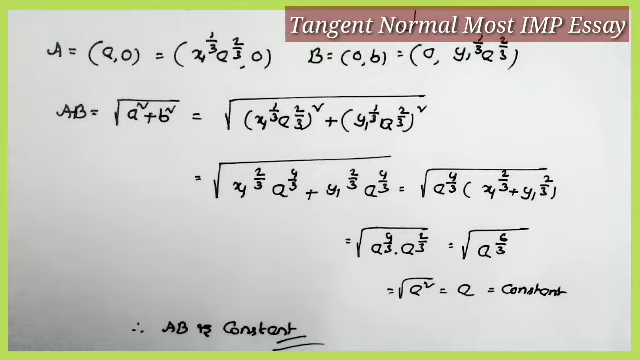 Tangent Normal Most IMP Essay
A = (a,0) = (x₁^{1/3} a^{2/3}, 0)    B = (0,b) = (0, y₁^{1/3} a^{2/3})
AB = √(a²+b²) = √((x₁^{1/3} a^{2/3})² + (y₁^{1/3} a^{2/3})²)
= √(x₁^{2/3} a^{4/3} + y₁^{2/3} a^{4/3}) = √(a^{4/3} (x₁^{2/3} + y₁^{2/3}))
= √(a^{4/3} . a^{2/3}) = √(a^{6/3})
= √(a²) = a = Constant
∴ AB is Constant